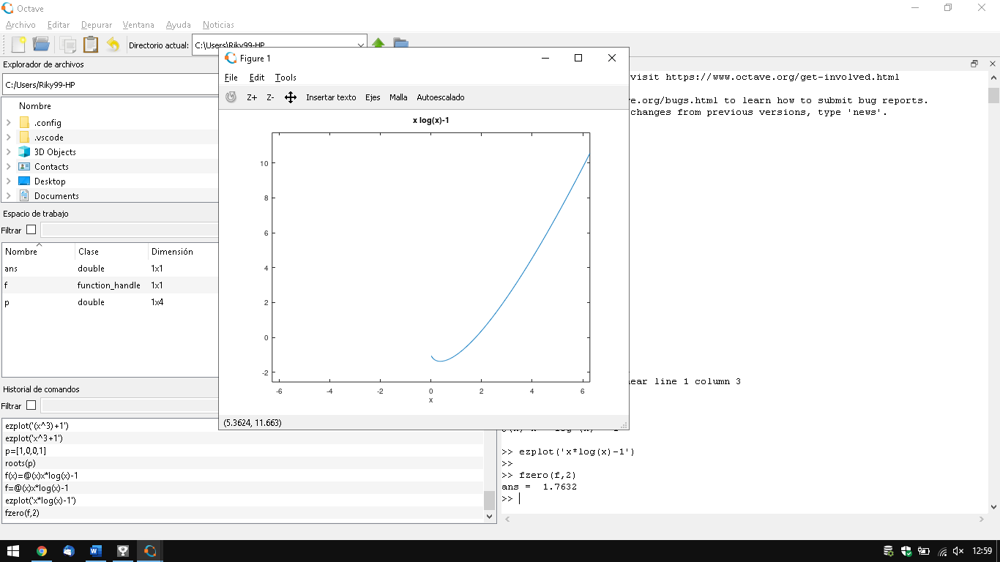 Octave
Archivo Editar Depurar Ventana Ayuda Noticias
Directorio actual: C:\Users\Riky99-HP
Explorador de archivos
C:/Users/Riky99-HP
Nombre
.config
.vscode
3D Objects
Contacts
Desktop
Documents
Espacio de trabajo
Filtrar
Nombre Clase Dimensión
ans double 1x1
f function_handle 1x1
p double 1x4
Historial de comandos
Filtrar
ezplot('(x^3)+1')
ezplot('x^3+1')
p=[1,0,0,1]
roots(p)
f(x)=@(x)x*log(x)-1
f=@(x)x*log(x)-1
ezplot('x*log(x)-1')
fzero(f,2)
Figure 1
File Edit Tools
Z+ Z- Insertar texto Ejes Malla Autoescalado
x log(x)-1
10
8
6
4
2
0
-2
-6 -4 -2 0 2 4 6
x
(5.3624, 11.663)
visit https://www.octave.org/get-involved.html
e.org/bugs.html to learn how to submit bug reports.
changes from previous versions, type 'news'.
ear line 1 column 3
>> ezplot('x*log(x)-1')
>>
>> fzero(f,2)
ans = 1.7632
>>
12:59